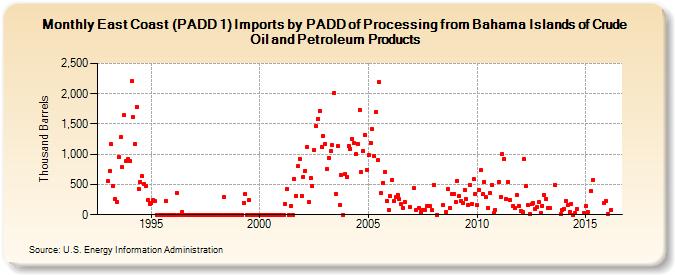 Monthly East Coast (PADD 1) Imports by PADD of Processing from Bahama Islands of Crude
Oil and Petroleum Products
Thousand Barrels
2,500
2,000
1,500
1,000
500
0
1995 2000 2005 2010 2015
Source: U.S. Energy Information Administration